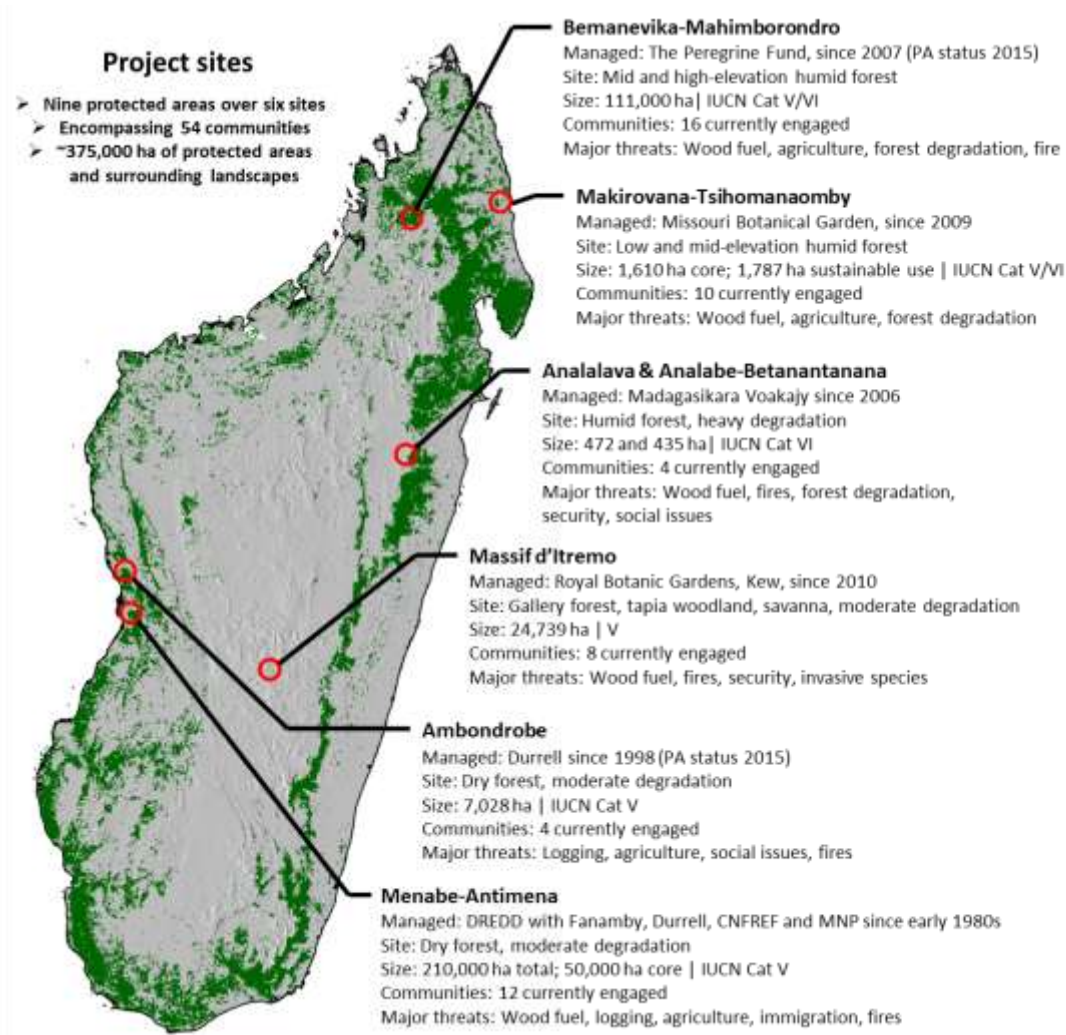 Project sites
➢ Nine protected areas over six sites
➢ Encompassing 54 communities
➢ ~375,000 ha of protected areas
and surrounding landscapes
Bemanevika-Mahimborondro
Managed: The Peregrine Fund, since 2007 (PA status 2015)
Site: Mid and high-elevation humid forest
Size: 111,000 ha| IUCN Cat V/VI
Communities: 16 currently engaged
Major threats: Wood fuel, agriculture, forest degradation, fire
Makirovana-Tsihomanaomby
Managed: Missouri Botanical Garden, since 2009
Site: Low and mid-elevation humid forest
Size: 1,610 ha core; 1,787 ha sustainable use | IUCN Cat V/VI
Communities: 10 currently engaged
Major threats: Wood fuel, agriculture, forest degradation
Analalava & Analabe-Betanantanana
Managed: Madagasikara Voakajy since 2006
Site: Humid forest, heavy degradation
Size: 472 and 435 ha| IUCN Cat VI
Communities: 4 currently engaged
Major threats: Wood fuel, fires, forest degradation,
security, social issues
Massif d'Itremo
Managed: Royal Botanic Gardens, Kew, since 2010
Site: Gallery forest, tapia woodland, savanna, moderate degradation
Size: 24,739 ha | V
Communities: 8 currently engaged
Major threats: Wood fuel, fires, security, invasive species
Ambondrobe
Managed: Durrell since 1998 (PA status 2015)
Site: Dry forest, moderate degradation
Size: 7,028 ha | IUCN Cat V
Communities: 4 currently engaged
Major threats: Logging, agriculture, social issues, fires
Menabe-Antimena
Managed: DREDD with Fanamby, Durrell, CNFREF and MNP since early 1980s
Site: Dry forest, moderate degradation
Size: 210,000 ha total; 50,000 ha core | IUCN Cat V
Communities: 12 currently engaged
Major threats: Wood fuel, logging, agriculture, immigration, fires